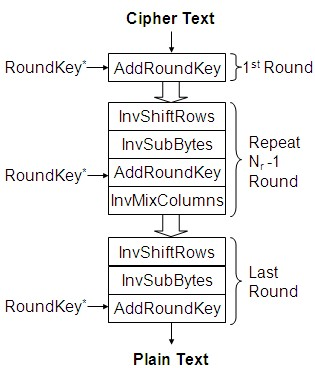 Cipher Text
RoundKey* AddRoundKey 1st Round
InvShiftRows
InvSubBytes
RoundKey* AddRoundKey
InvMixColumns
Repeat
Nr -1
Round
InvShiftRows
InvSubBytes
RoundKey* AddRoundKey
Last
Round
Plain Text